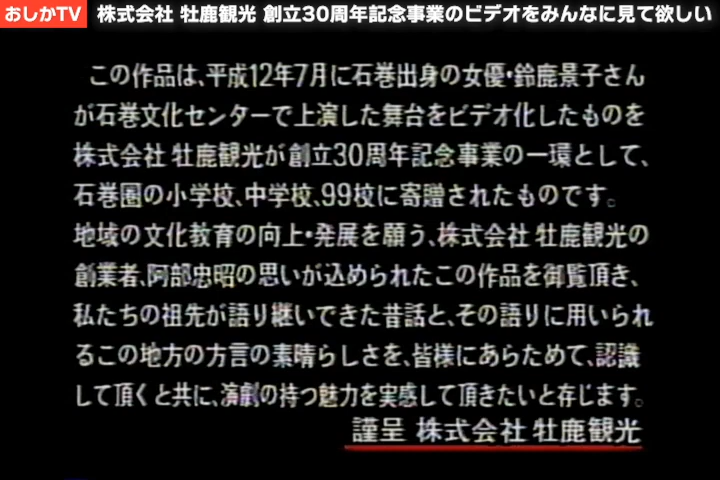 おしかTV 株式会社 牡鹿観光 創立30周年記念事業のビデオをみんなに見て欲しい
この作品は、平成12年7月に石巻出身の女優・鈴鹿景子さん
が石巻文化センターで上演した舞台をビデオ化したものを
株式会社 牡鹿観光が創立30周年記念事業の一環として、
石巻圏の小学校、中学校、99校に寄贈されたものです。
地域の文化教育の向上・発展を願う、株式会社 牡鹿観光の
創業者、阿部忠昭の思いが込められたこの作品を御覧頂き、
私たちの祖先が語り継いできた昔話と、その語りに用いられ
るこの地方の方言の素晴らしさを、皆様にあらためて、認識
して頂くと共に、演劇の持つ魅力を実感して頂きたいと存じます。
謹呈 株式会社 牡鹿観光